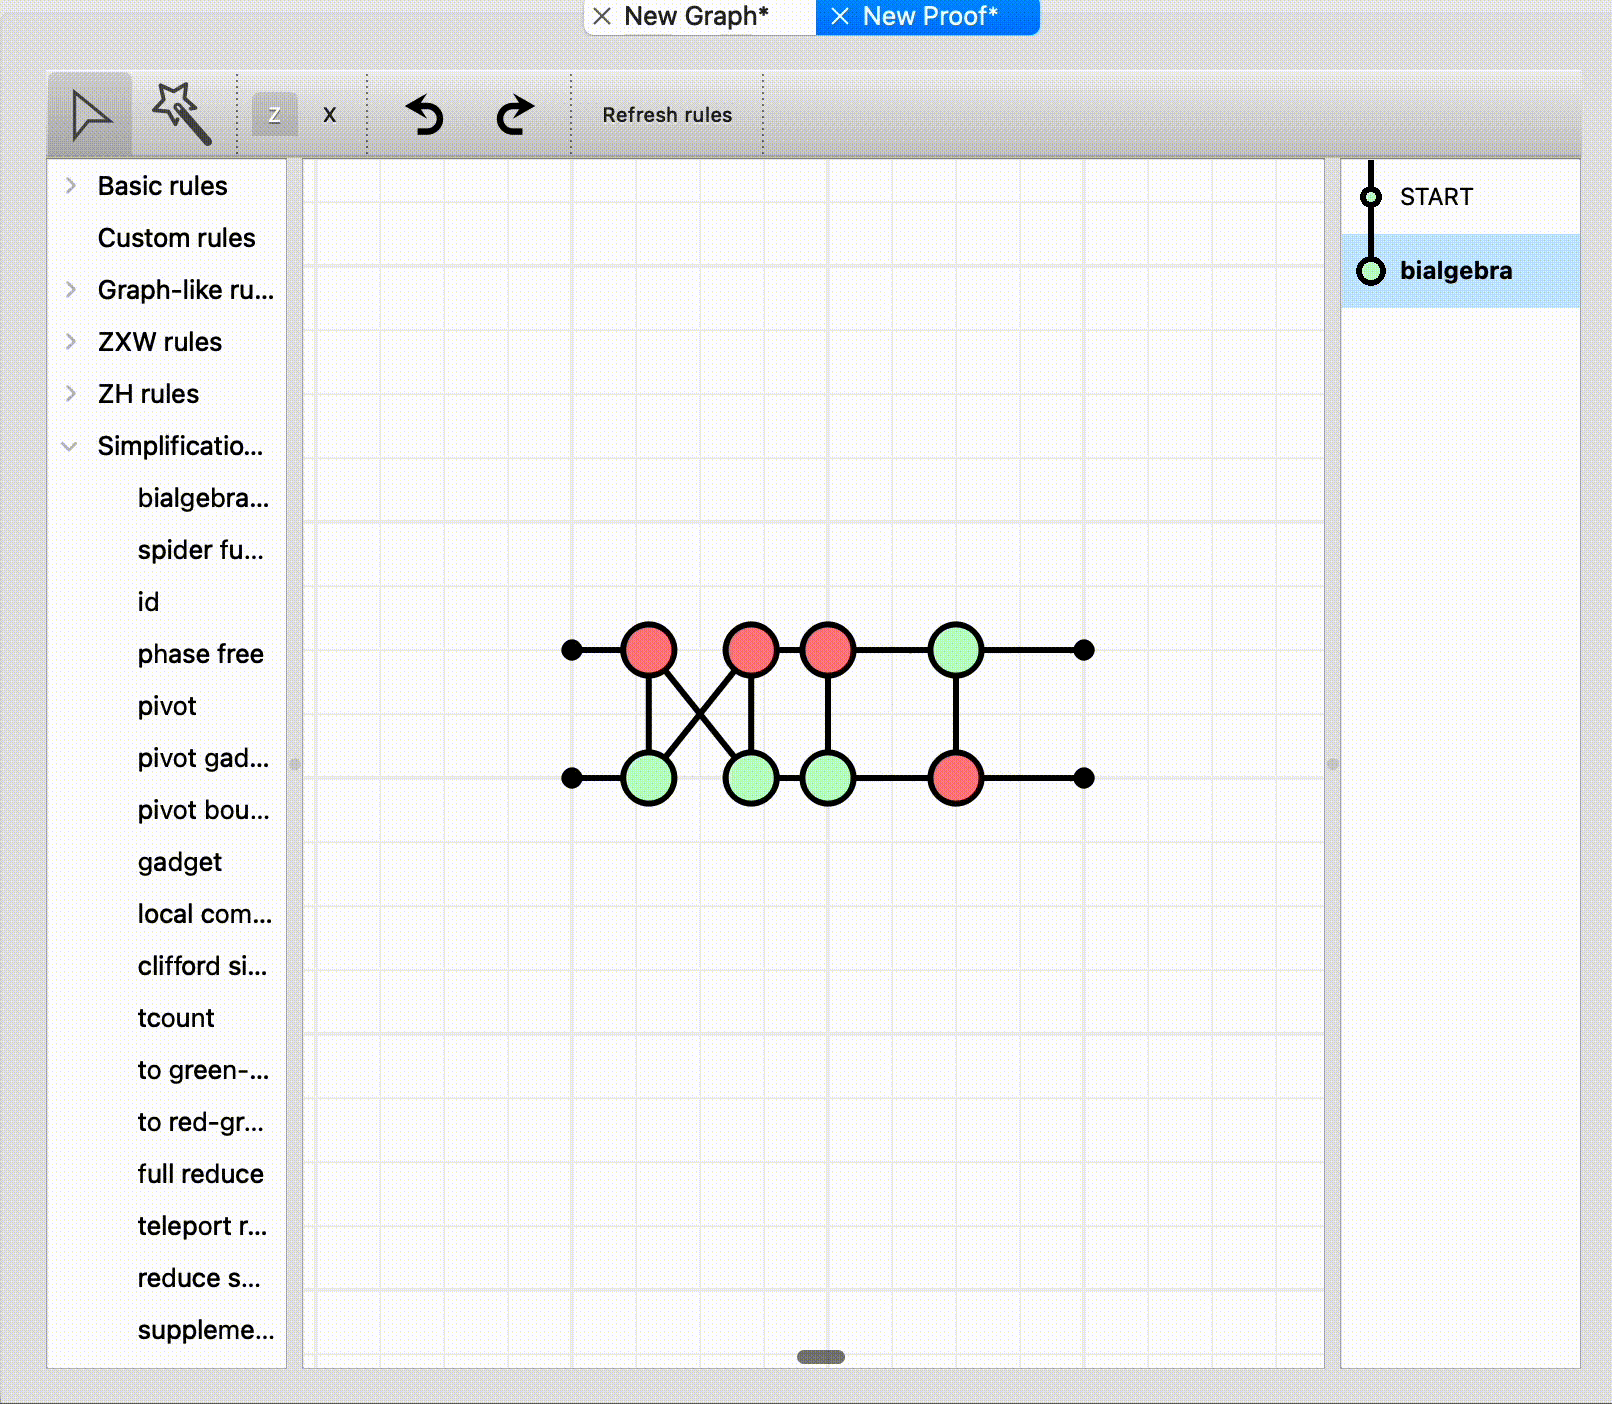 New Graph*
New Proof*
Z
X
Refresh rules
Basic rules
Custom rules
Graph-like ru...
ZXW rules
ZH rules
Simplificatio...
bialgebra...
spider fu...
id
phase free
pivot
pivot gad...
pivot bou...
gadget
local com...
clifford si...
tcount
to green-...
to red-gr...
full reduce
teleport r...
reduce s...
suppleme...
START
bialgebra